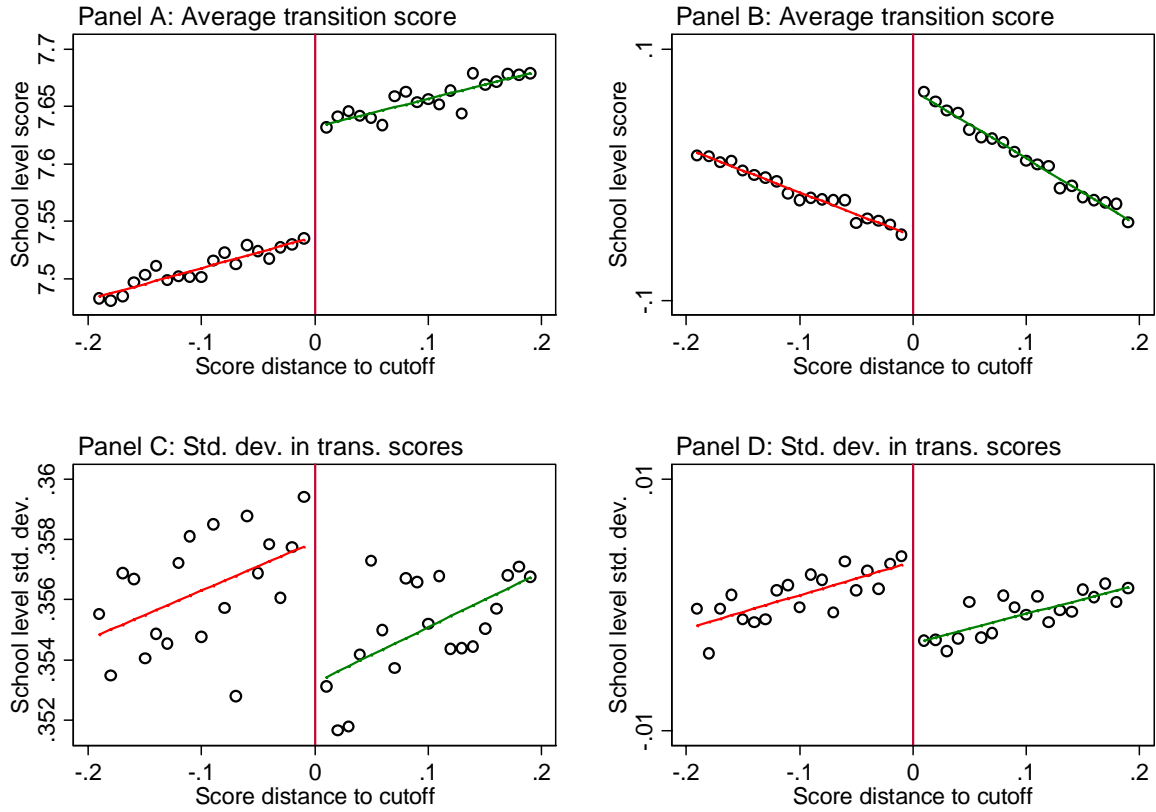 Panel A: Average transition score
School level score
7.7
7.65
7.6
7.55
7.5
-.2 -.1 0 .1 .2
Score distance to cutoff
Panel B: Average transition score
School level score
.1
-.1
-.2 -.1 0 .1 .2
Score distance to cutoff
Panel C: Std. dev. in trans. scores
School level std. dev.
.36
.358
.356
.354
.352
-.2 -.1 0 .1 .2
Score distance to cutoff
Panel D: Std. dev. in trans. scores
School level std. dev.
.01
-.01
-.2 -.1 0 .1 .2
Score distance to cutoff